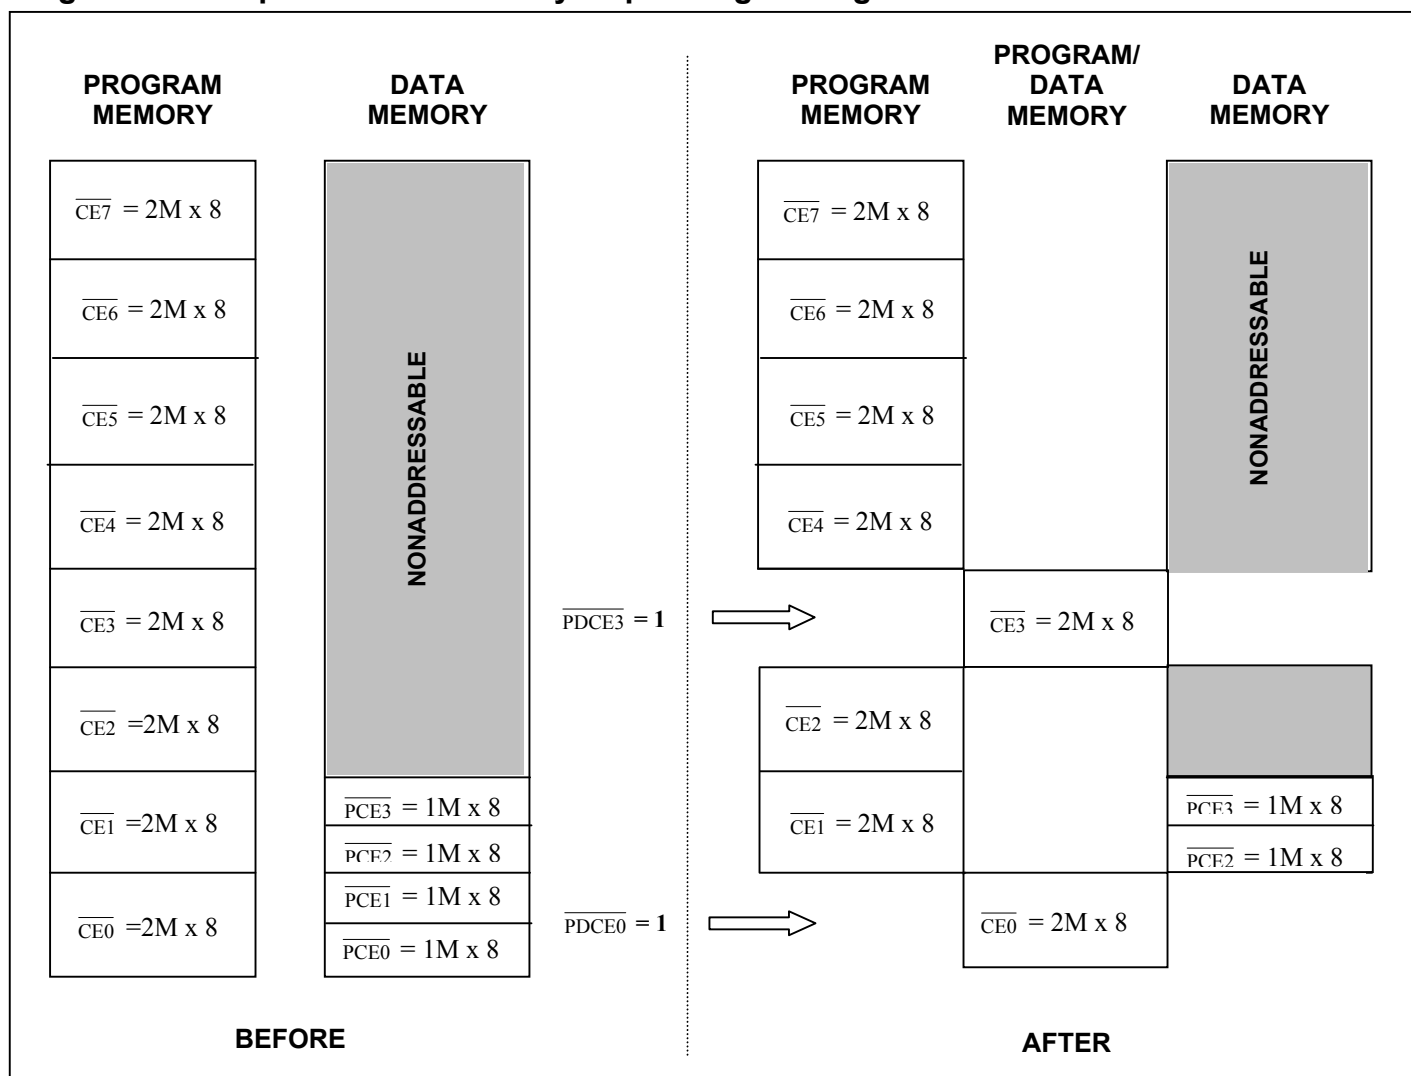 PROGRAM
MEMORY
DATA
MEMORY
CE7 = 2M x 8
CE6 = 2M x 8
CE5 = 2M x 8
CE4 = 2M x 8
CE3 = 2M x 8
CE2 =2M x 8
CE1 =2M x 8
CE0 =2M x 8
NONADDRESSABLE
PCE3 = 1M x 8
PCE2 = 1M x 8
PCE1 = 1M x 8
PCE0 = 1M x 8
BEFORE
PDCE3 = 1
PDCE0 = 1
PROGRAM
MEMORY
PROGRAM/
DATA
MEMORY
DATA
MEMORY
CE7 = 2M x 8
CE6 = 2M x 8
CE5 = 2M x 8
CE4 = 2M x 8
CE2 = 2M x 8
CE1 = 2M x 8
CE3 = 2M x 8
CE0 = 2M x 8
NONADDRESSABLE
PCE3 = 1M x 8
PCE2 = 1M x 8
AFTER